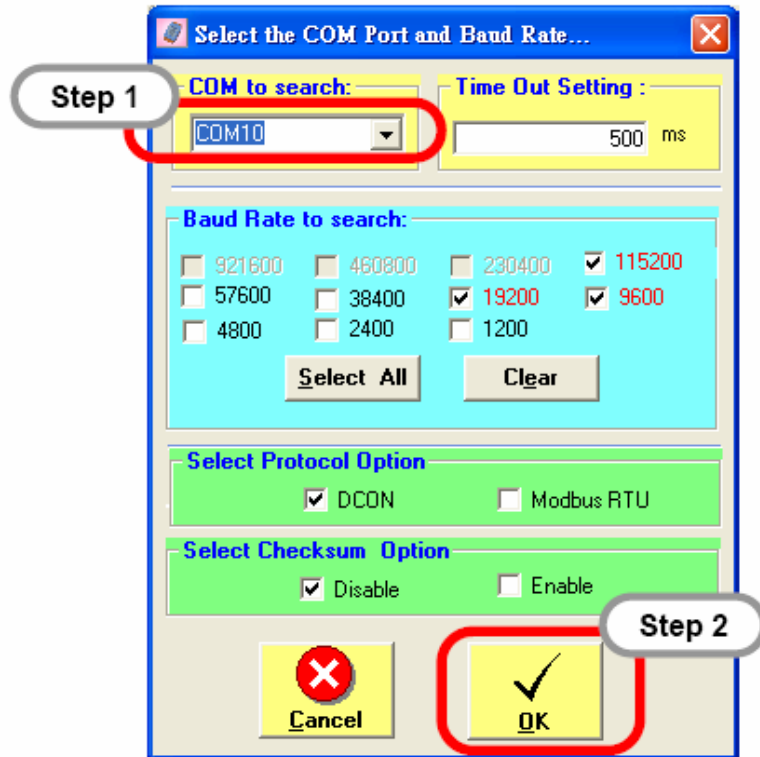 Select the COM Port and Baud Rate...
Step 1
COM to search:
Time Out Setting :
COM10
500 ms
Baud Rate to search:
921600 460800 230400 115200
57600 38400 19200 9600
4800 2400 1200
Select All Clear
Select Protocol Option
DCON Modbus RTU
Select Checksum Option
Disable Enable
Step 2
Cancel OK